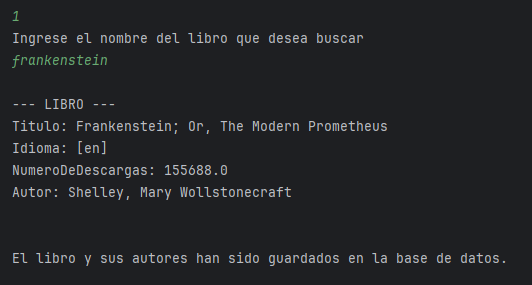 1
Ingrese el nombre del libro que desea buscar
frankenstein
--- LIBRO ---
Titulo: Frankenstein; Or, The Modern Prometheus
Idioma: [en]
NumeroDeDescargas: 155688.0
Autor: Shelley, Mary Wollstonecraft
El libro y sus autores han sido guardados en la base de datos.